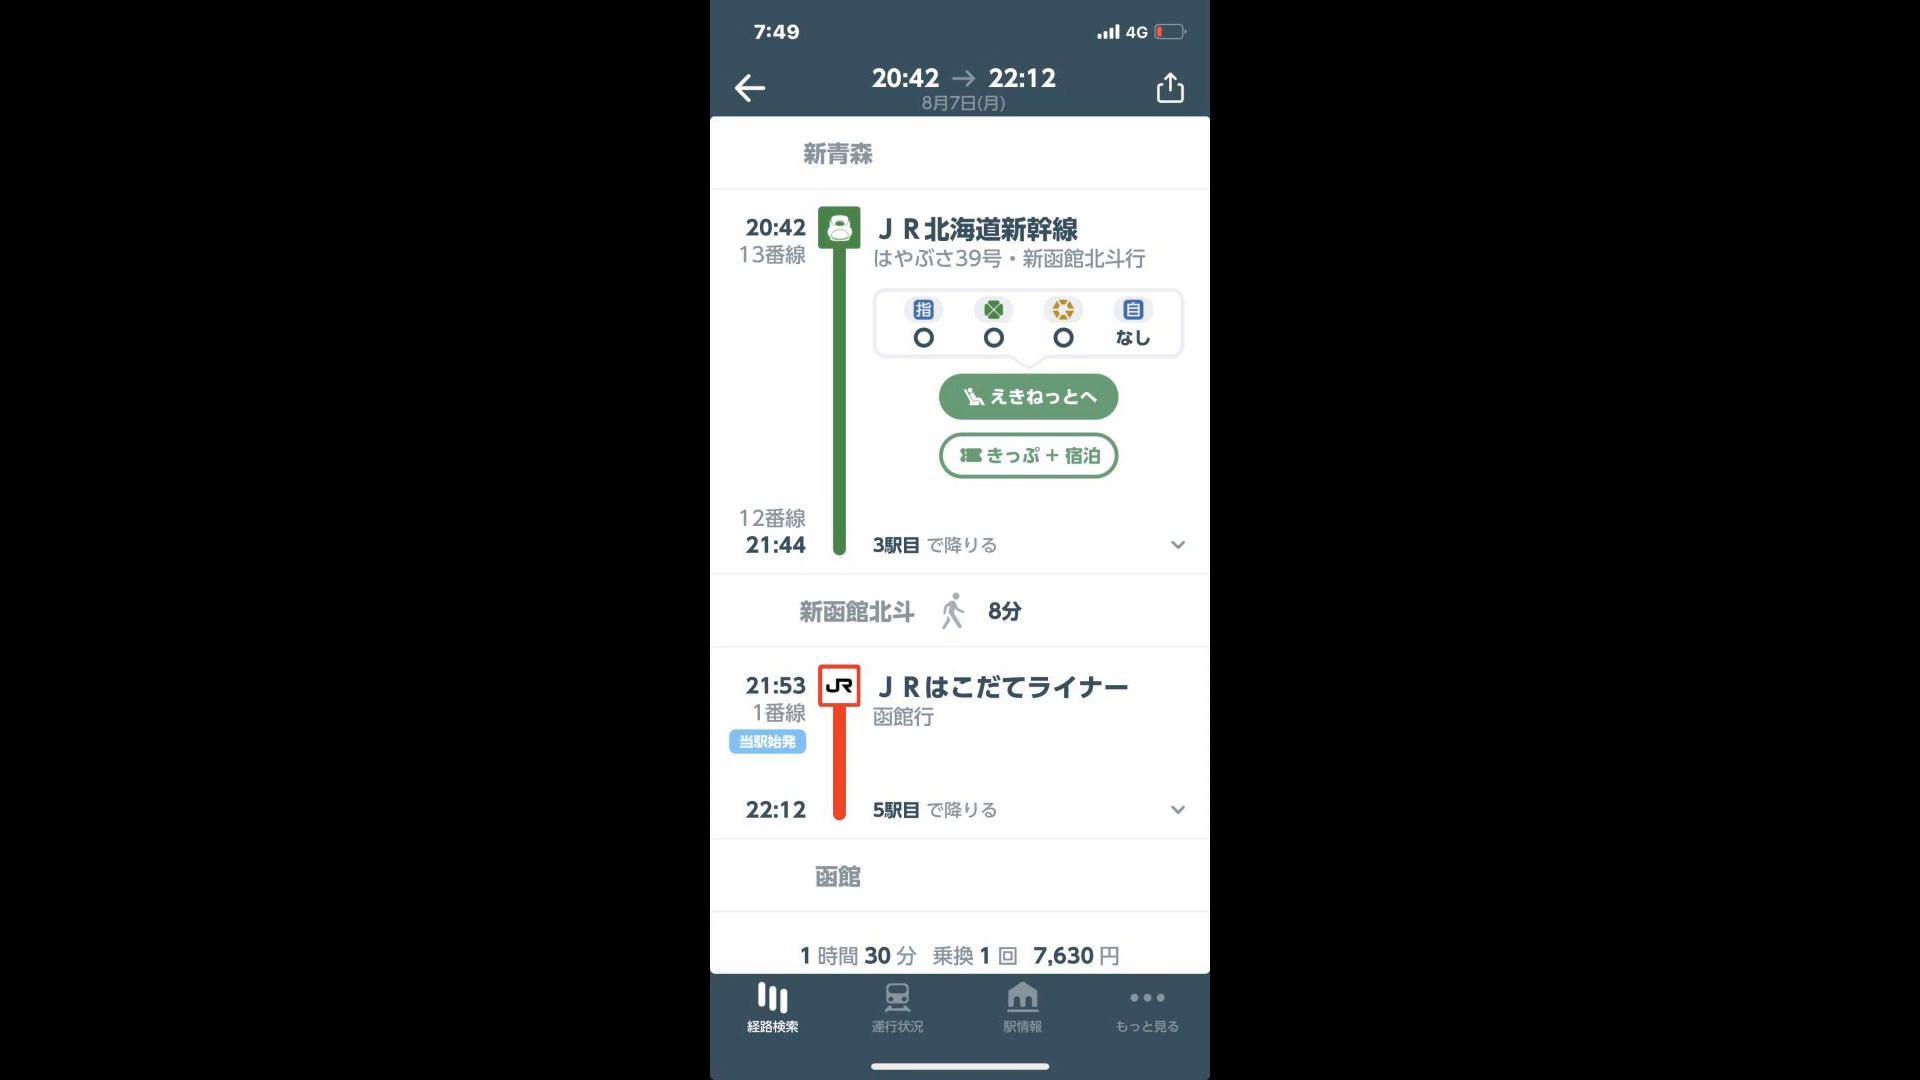 7:49
4G
20:42 → 22:12
8月7日(月)
新青森
20:42
13番線
ＪＲ北海道新幹線
はやぶさ39号・新函館北斗行
指
自
なし
えきねっとへ
きっぷ + 宿泊
12番線
21:44
3駅目 で降りる
新函館北斗 8分
21:53
1番線
当駅始発
JR
ＪＲはこだてライナー
函館行
22:12
5駅目 で降りる
函館
1 時間 30 分 乗換 1 回 7,630 円
経路検索
運行状況
駅情報
もっと見る